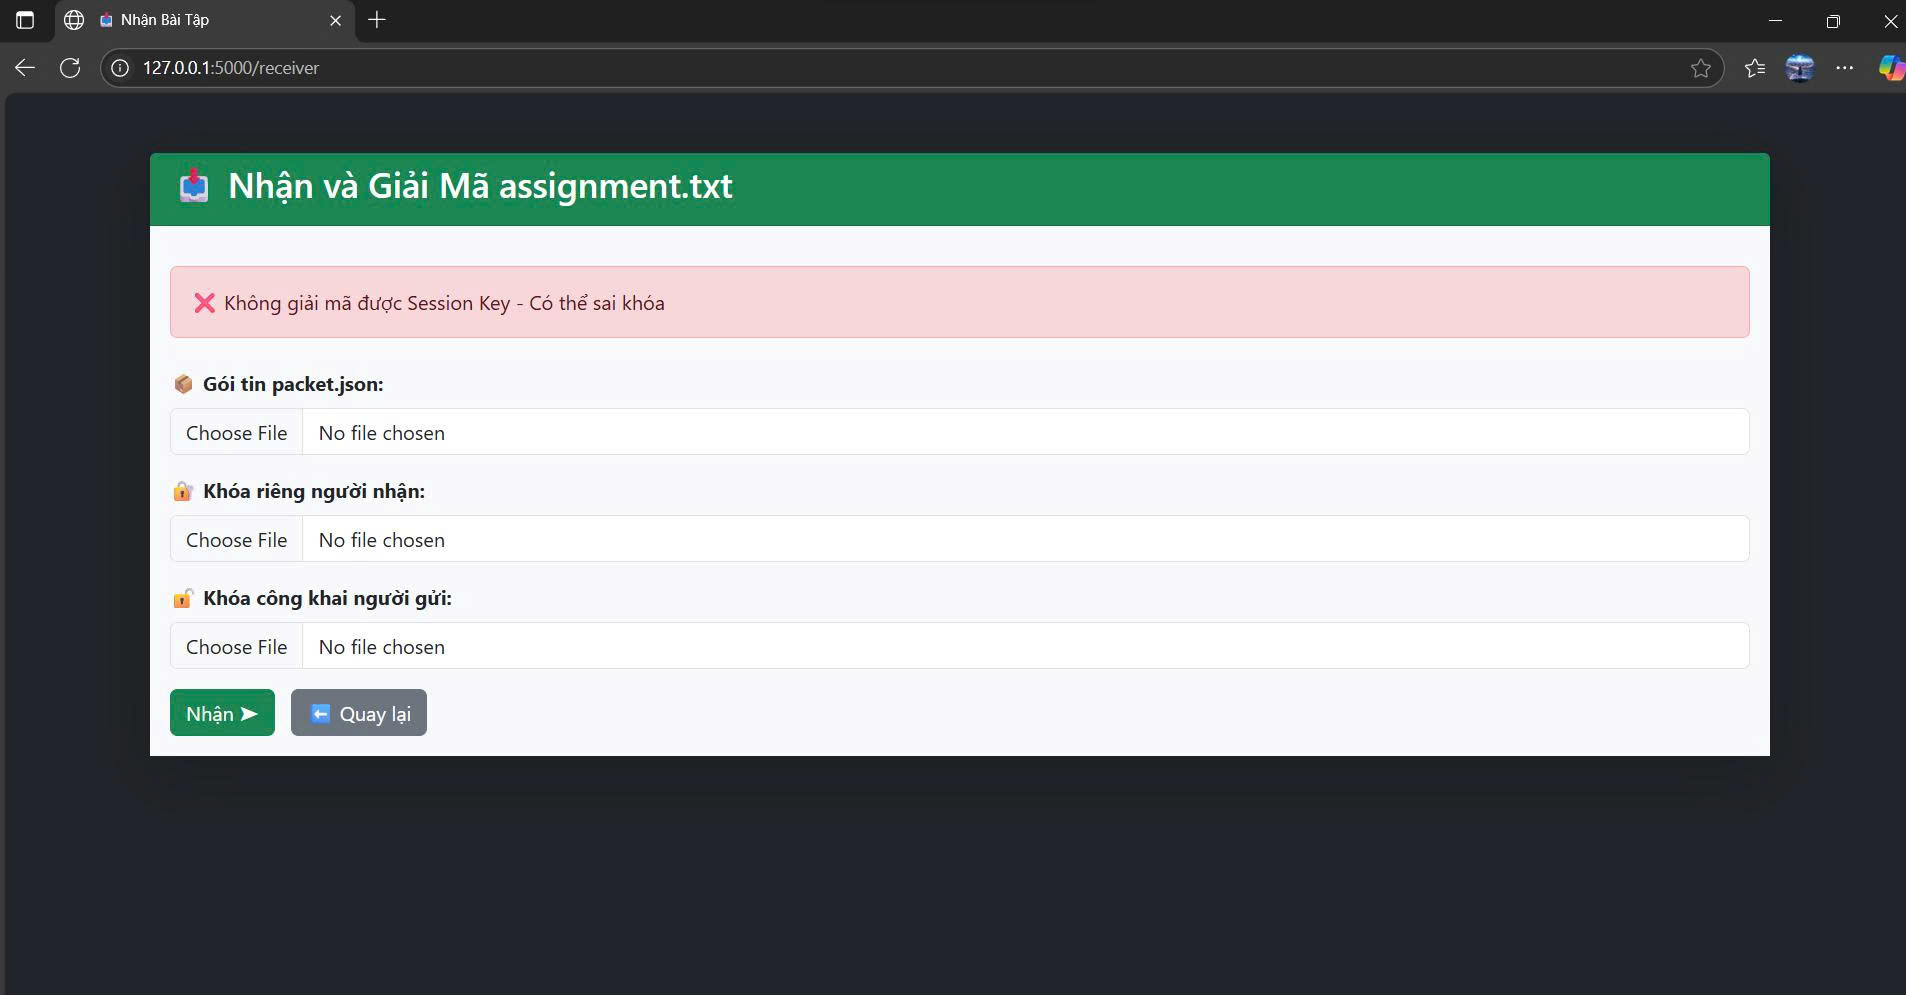 Nhận Bài Tập
127.0.0.1:5000/receiver
Nhận và Giải Mã assignment.txt
Không giải mã được Session Key - Có thể sai khóa
Gói tin packet.json:
Choose File No file chosen
Khóa riêng người nhận:
Choose File No file chosen
Khóa công khai người gửi:
Choose File No file chosen
Nhận ➤ Quay lại